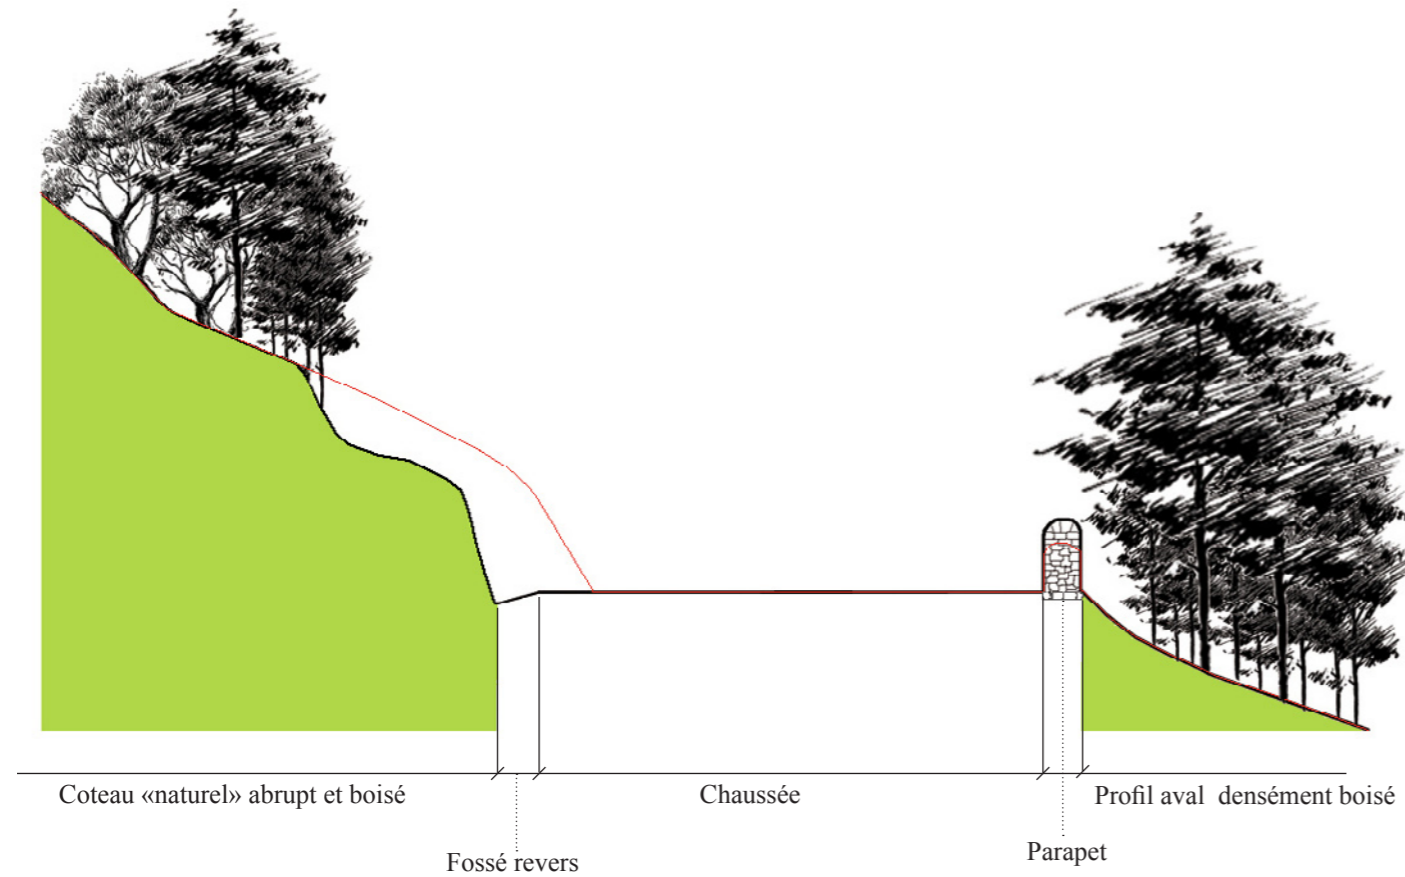 Coteau «naturel» abrupt et boisé
Chaussée
Profil aval densément boisé
Fossé revers
Parapet